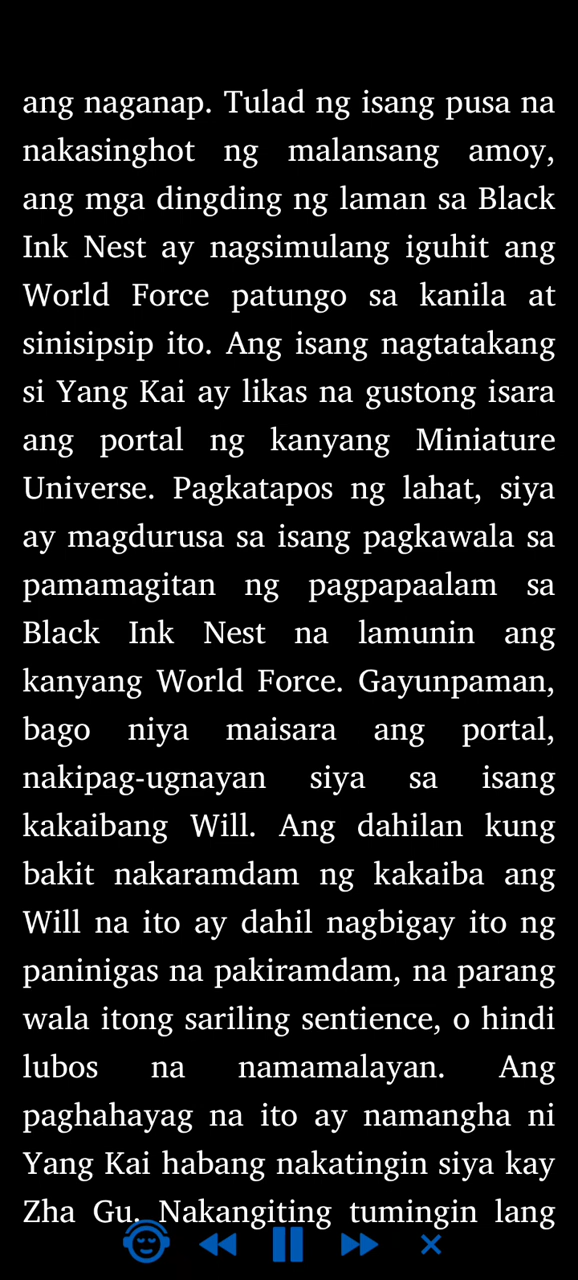 ang naganap. Tulad ng isang pusa na
nakasinghot ng malansang amoy,
ang mga dingding ng laman sa Black
Ink Nest ay nagsimulang iguhit ang
World Force patungo sa kanila at
sinisipsip ito. Ang isang nagtatakang
si Yang Kai ay likas na gustong isara
ang portal ng kanyang Miniature
Universe. Pagkatapos ng lahat, siya
ay magdurusa sa isang pagkawala sa
pamamagitan ng pagpapaalam sa
Black Ink Nest na lamunin ang
kanyang World Force. Gayunpaman,
bago niya maisara ang portal,
nakipag-ugnayan siya sa isang
kakaibang Will. Ang dahilan kung
bakit nakaramdam ng kakaiba ang
Will na ito ay dahil nagbigay ito ng
paninigas na pakiramdam, na parang
wala itong sariling sentience, o hindi
lubos na namamalayan. Ang
paghahayag na ito ay namangha ni
Yang Kai habang nakatingin siya kay
Zha Gu. Nakangiting tumingin lang